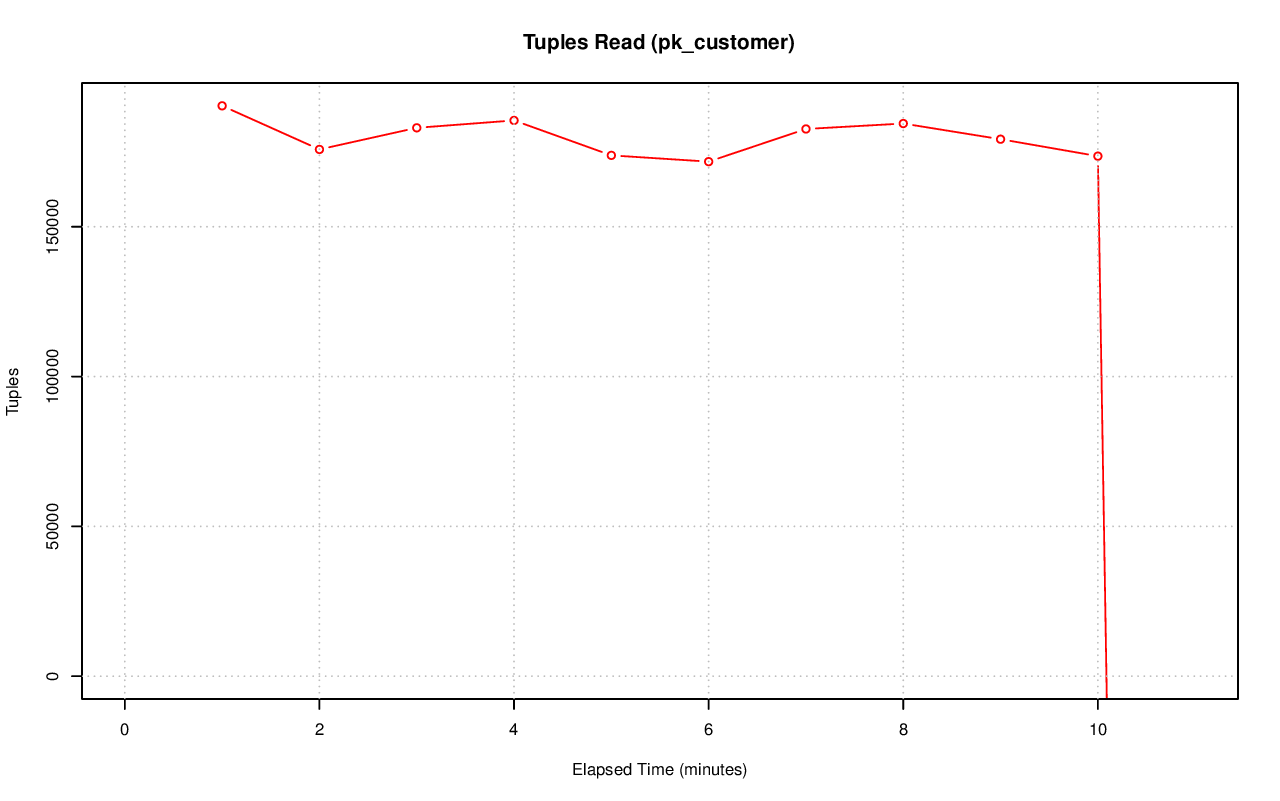 Tuples Read (pk_customer)
Tuples
150000
100000
50000
0
0 2 4 6 8 10
Elapsed Time (minutes)